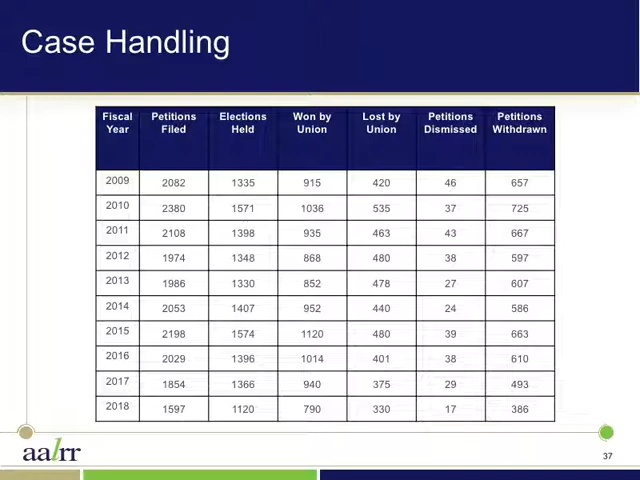 Case Handling
Fiscal Year Petitions Filed Elections Held Won by Union Lost by Union Petitions Dismissed Petitions Withdrawn
2009 2082 1335 915 420 46 657
2010 2380 1571 1036 535 37 725
2011 2108 1398 935 463 43 667
2012 1974 1348 868 480 38 597
2013 1986 1330 852 478 27 607
2014 2053 1407 952 440 24 586
2015 2198 1574 1120 480 39 663
2016 2029 1396 1014 401 38 610
2017 1854 1366 940 375 29 493
2018 1597 1120 790 330 17 386
aalrr
37